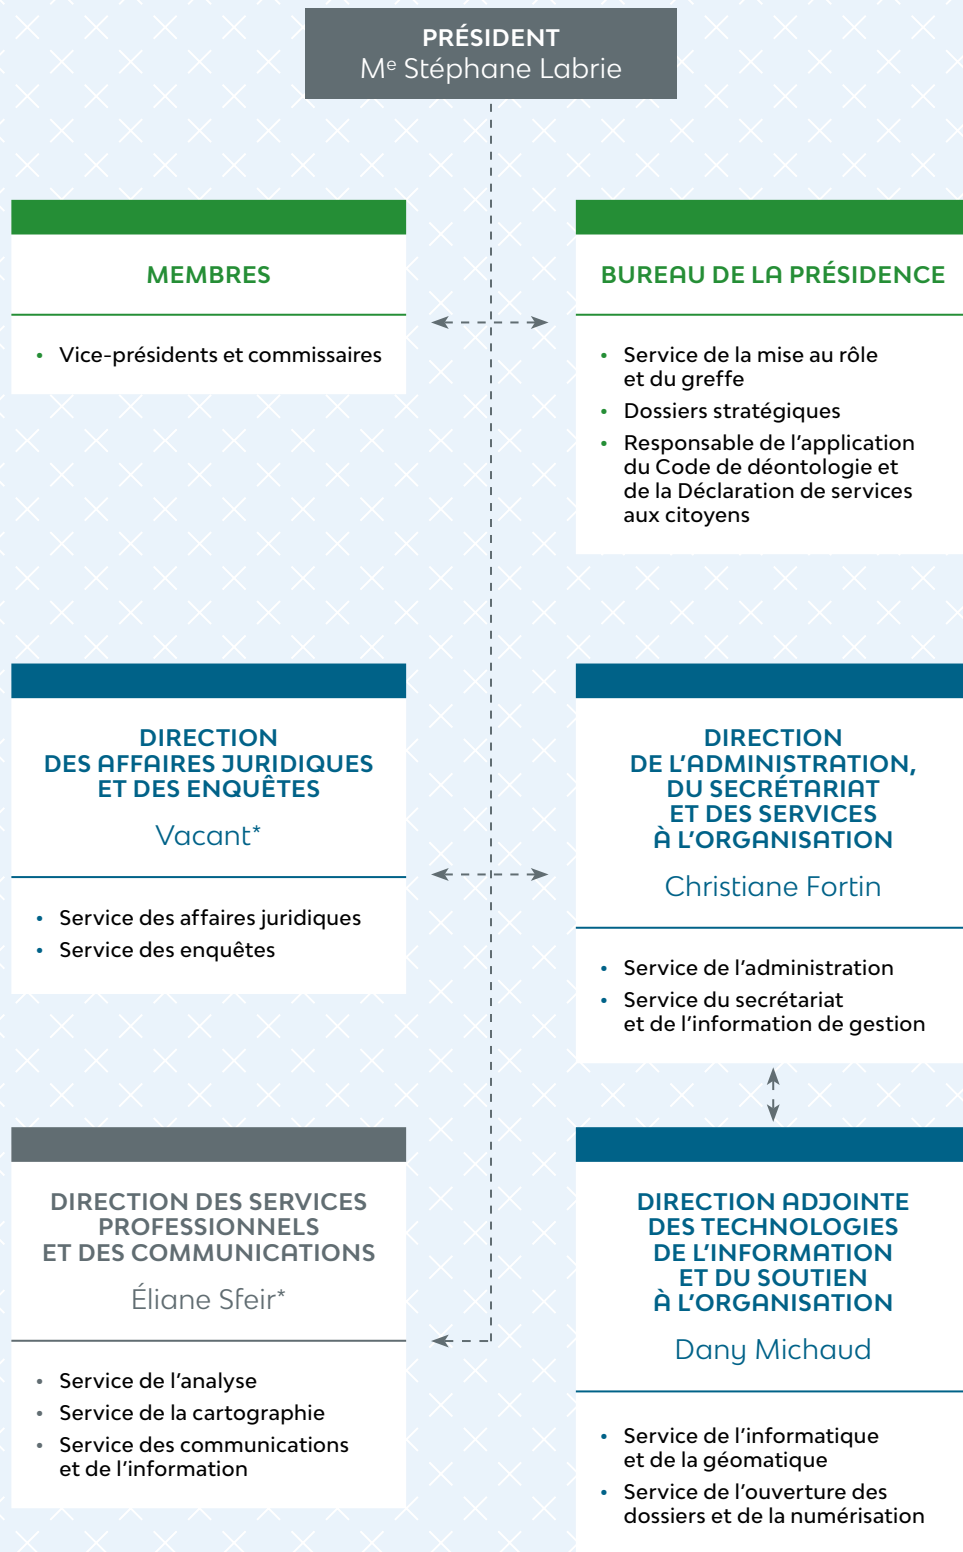 PRÉSIDENT
Mᵉ Stéphane Labrie
MEMBRES
• Vice-présidents et commissaires
BUREAU DE LA PRÉSIDENCE
• Service de la mise au rôle
et du greffe
• Dossiers stratégiques
• Responsable de l'application
du Code de déontologie et
de la Déclaration de services
aux citoyens
DIRECTION
DES AFFAIRES JURIDIQUES
ET DES ENQUÊTES
Vacant*
• Service des affaires juridiques
• Service des enquêtes
DIRECTION
DE L'ADMINISTRATION,
DU SECRÉTARIAT
ET DES SERVICES
À L'ORGANISATION
Christiane Fortin
• Service de l'administration
• Service du secrétariat
et de l'information de gestion
DIRECTION DES SERVICES
PROFESSIONNELS
ET DES COMMUNICATIONS
Éliane Sfeir*
• Service de l'analyse
• Service de la cartographie
• Service des communications
et de l'information
DIRECTION ADJOINTE
DES TECHNOLOGIES
DE L'INFORMATION
ET DU SOUTIEN
À L'ORGANISATION
Dany Michaud
• Service de l'informatique
et de la géomatique
• Service de l'ouverture des
dossiers et de la numérisation